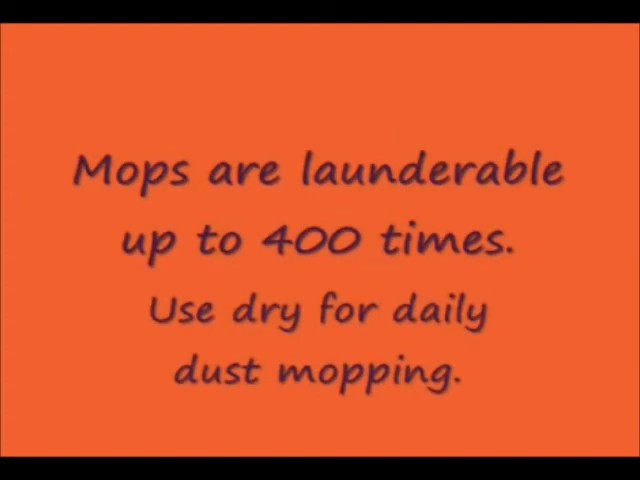 Mops are launderable
up to 400 times.
Use dry for daily
dust mopping.